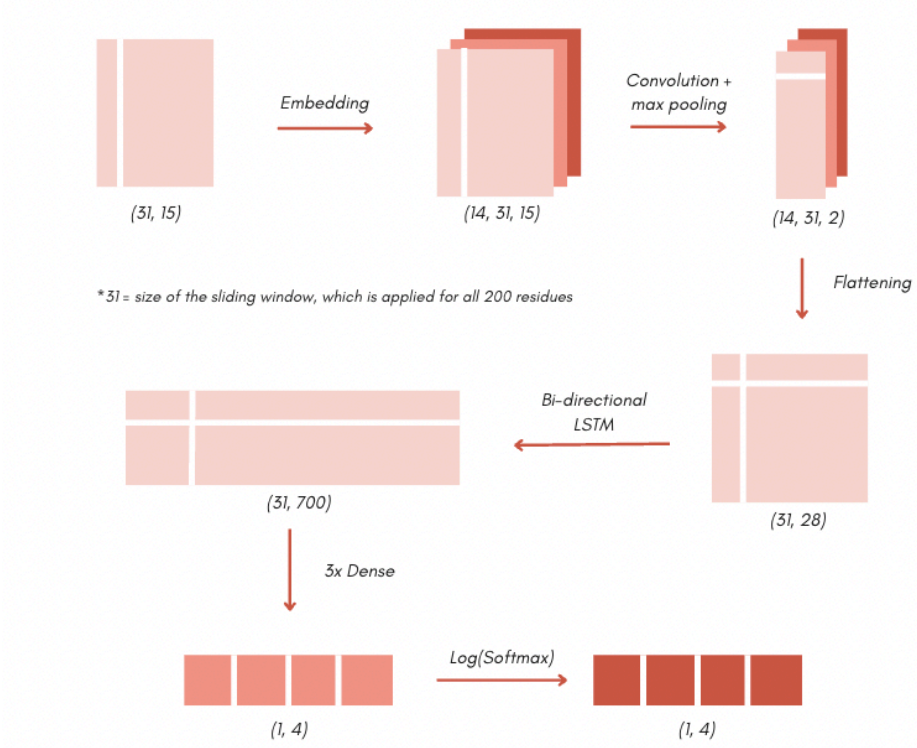 Embedding
Convolution +
max pooling
(31, 15)
(14, 31, 15)
(14, 31, 2)
*31 = size of the sliding window, which is applied for all 200 residues
Flattening
Bi-directional
LSTM
(31, 700)
(31, 28)
3x Dense
Log(Softmax)
(1, 4)
(1, 4)